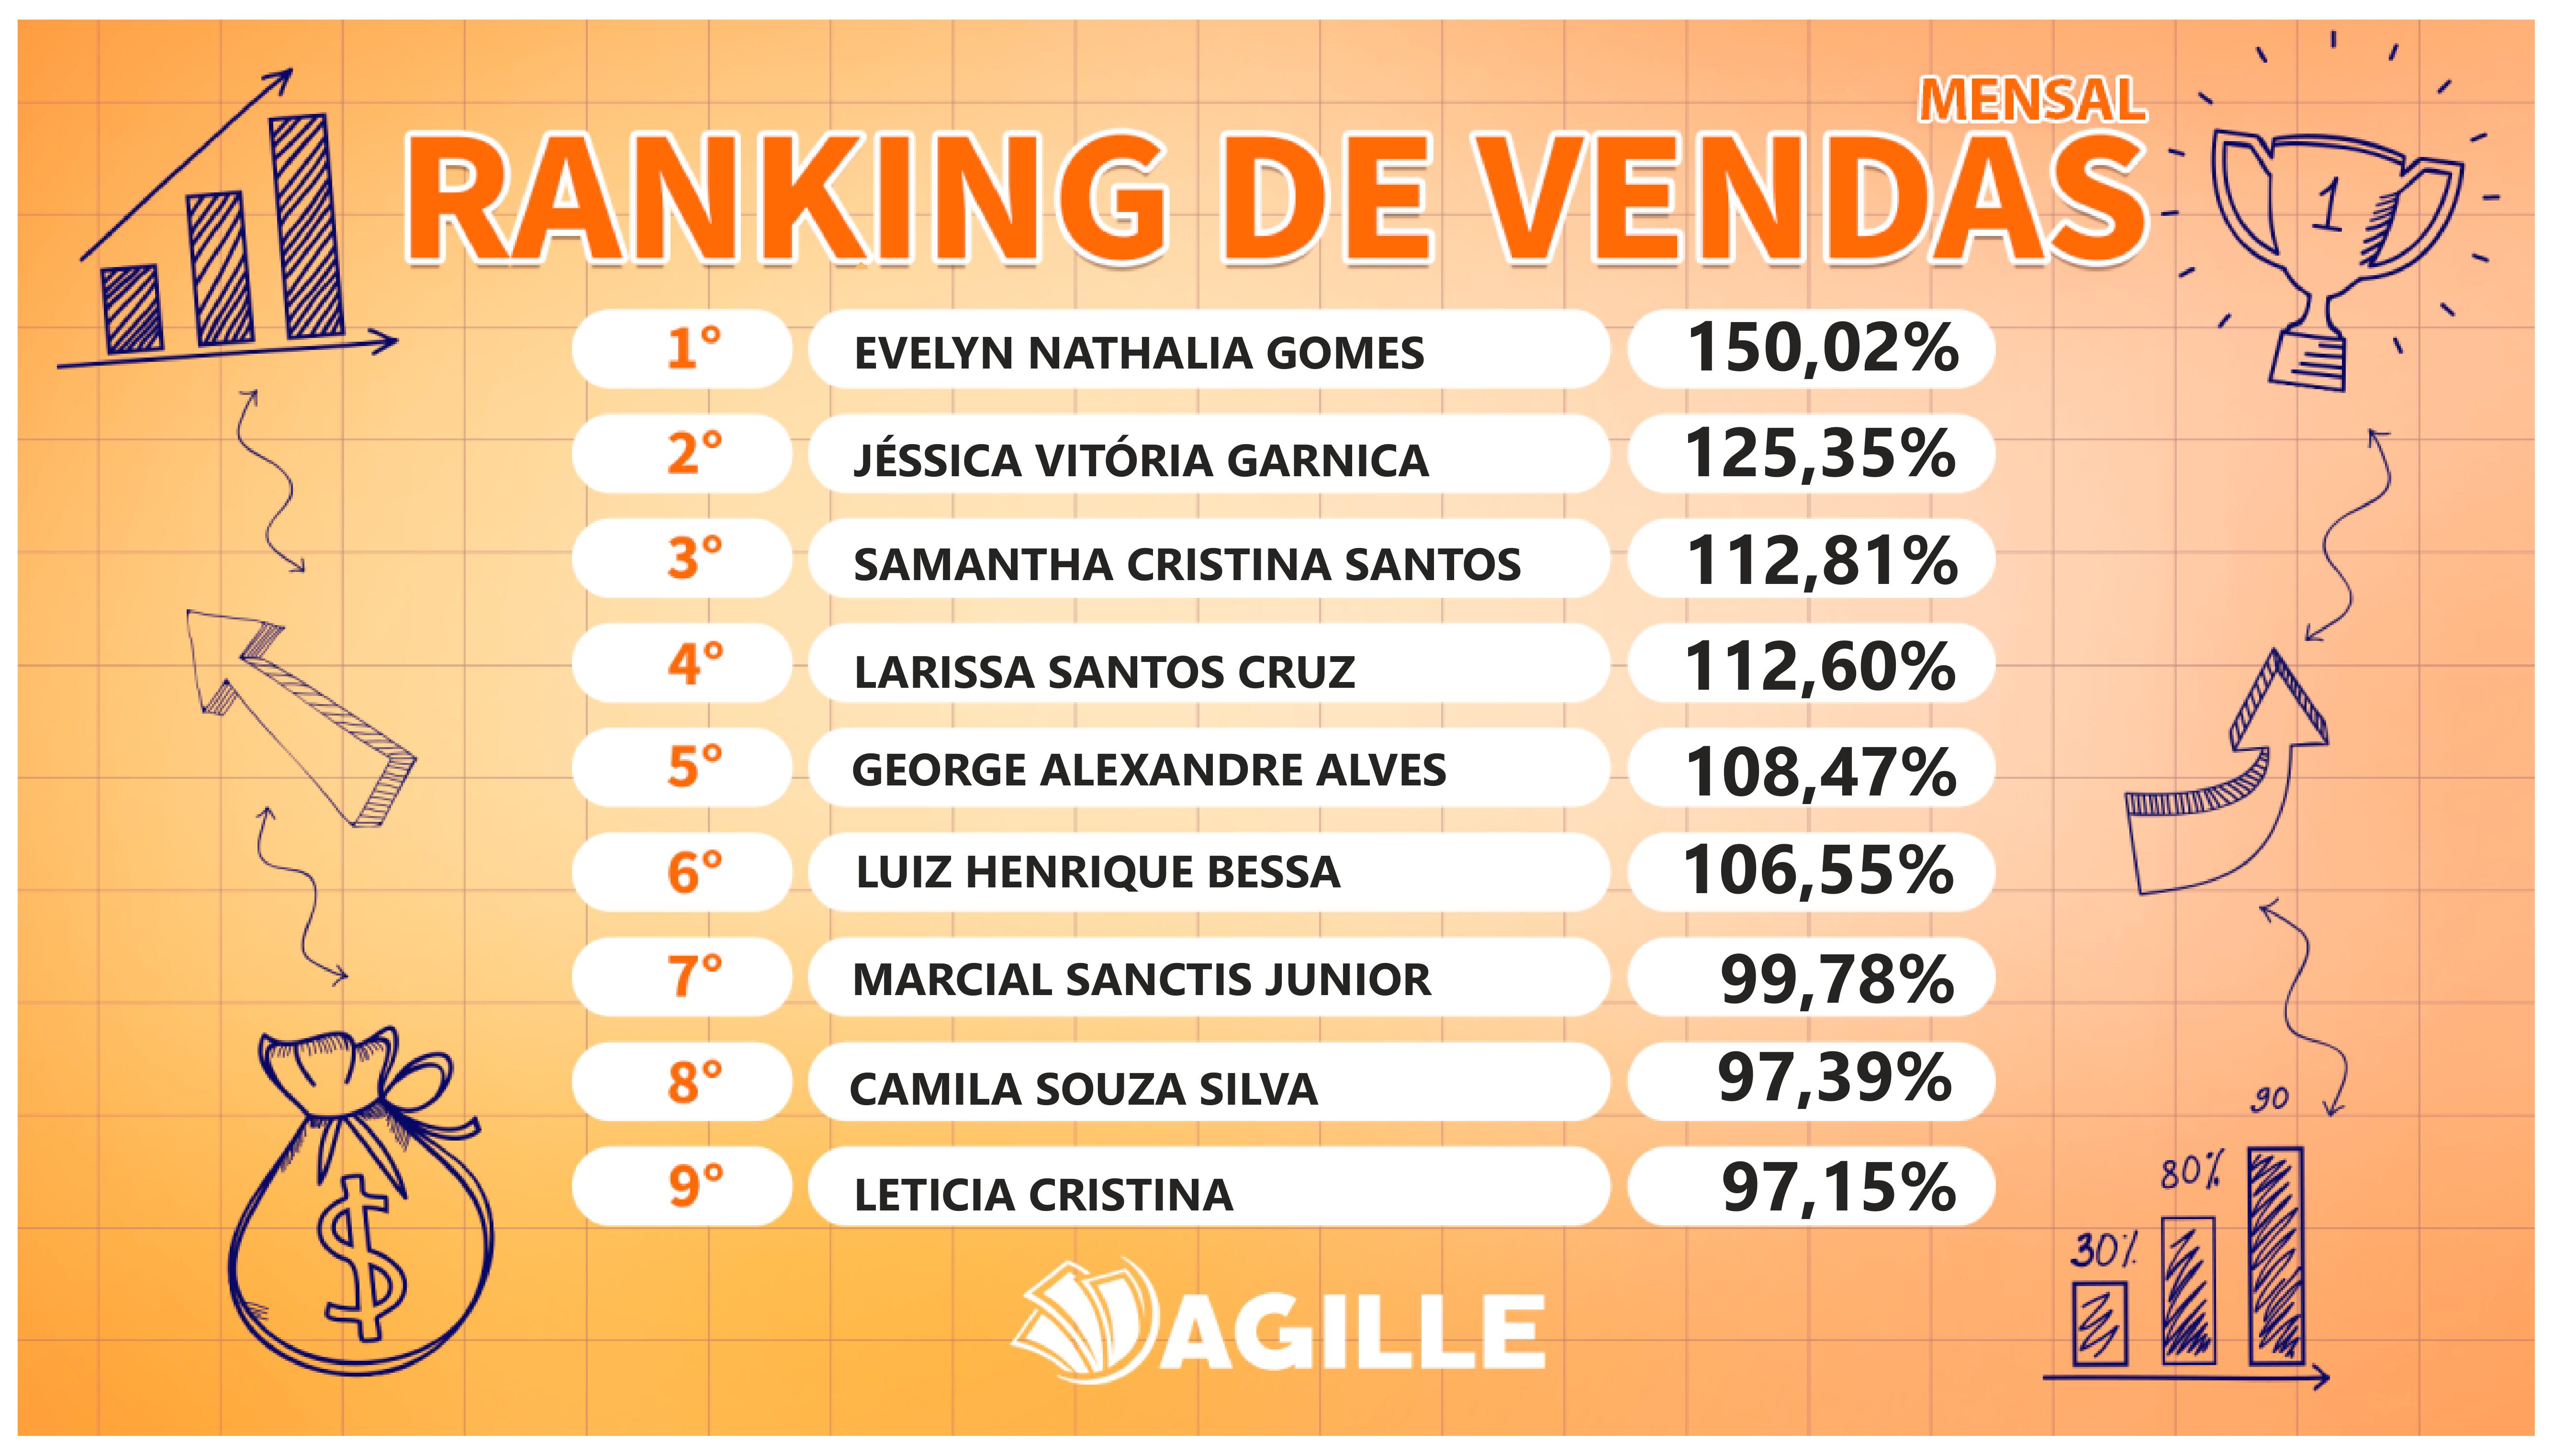 MENSAL
RANKING DE VENDAS
1
1° EVELYN NATHALIA GOMES 150,02%
2° JÉSSICA VITÓRIA GARNICA 125,35%
3° SAMANTHA CRISTINA SANTOS 112,81%
4° LARISSA SANTOS CRUZ 112,60%
5° GEORGE ALEXANDRE ALVES 108,47%
6° LUIZ HENRIQUE BESSA 106,55%
7° MARCIAL SANCTIS JUNIOR 99,78%
8° CAMILA SOUZA SILVA 97,39%
9° LETICIA CRISTINA 97,15%
$
30%
80%
90
AGILLE